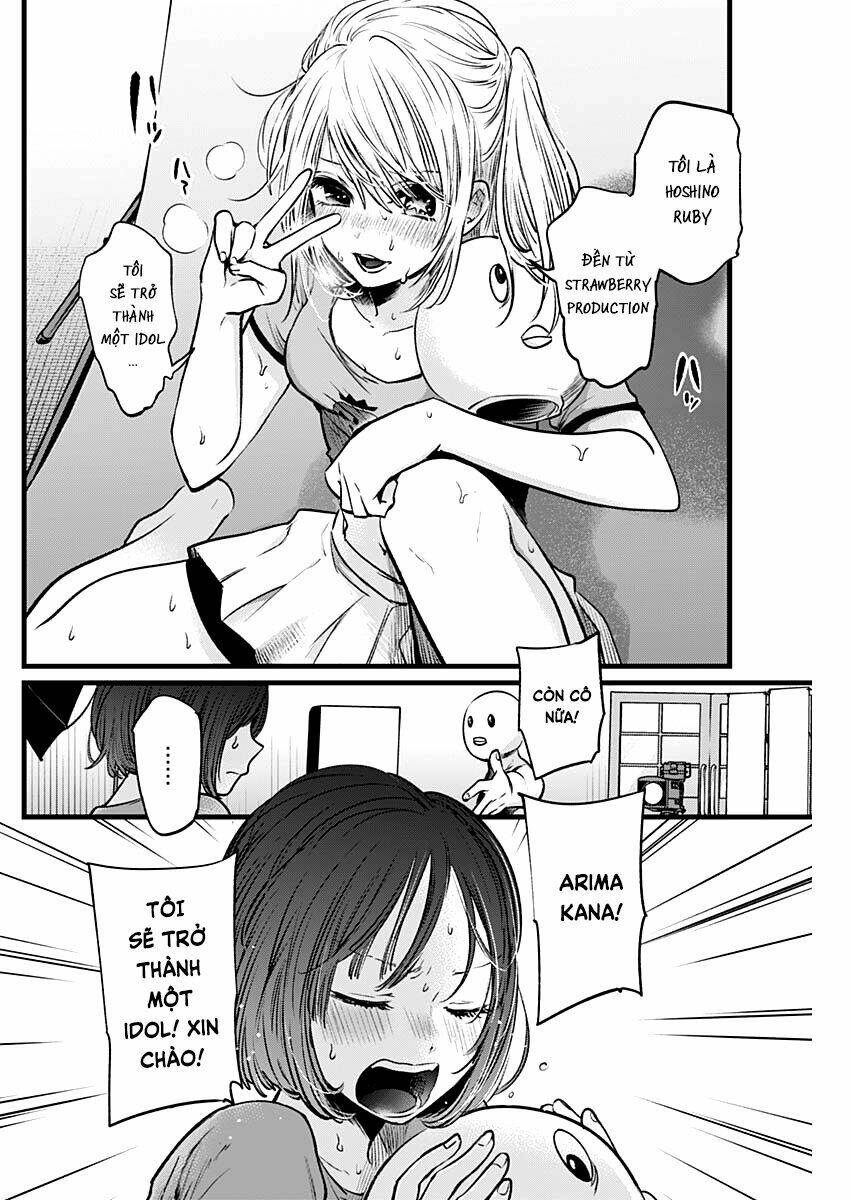 TÔI LÀ
HOSHINO
RUBY
ĐẾN TỪ
STRAWBERRY
PRODUCTION
TÔI
SẼ TRỞ
THÀNH
MỘT IDOL
...
CÒN CÔ
NỮA!
......
ARIMA
KANA!
TÔI
SẼ TRỞ
THÀNH
MỘT
IDOL! XIN
CHÀO!